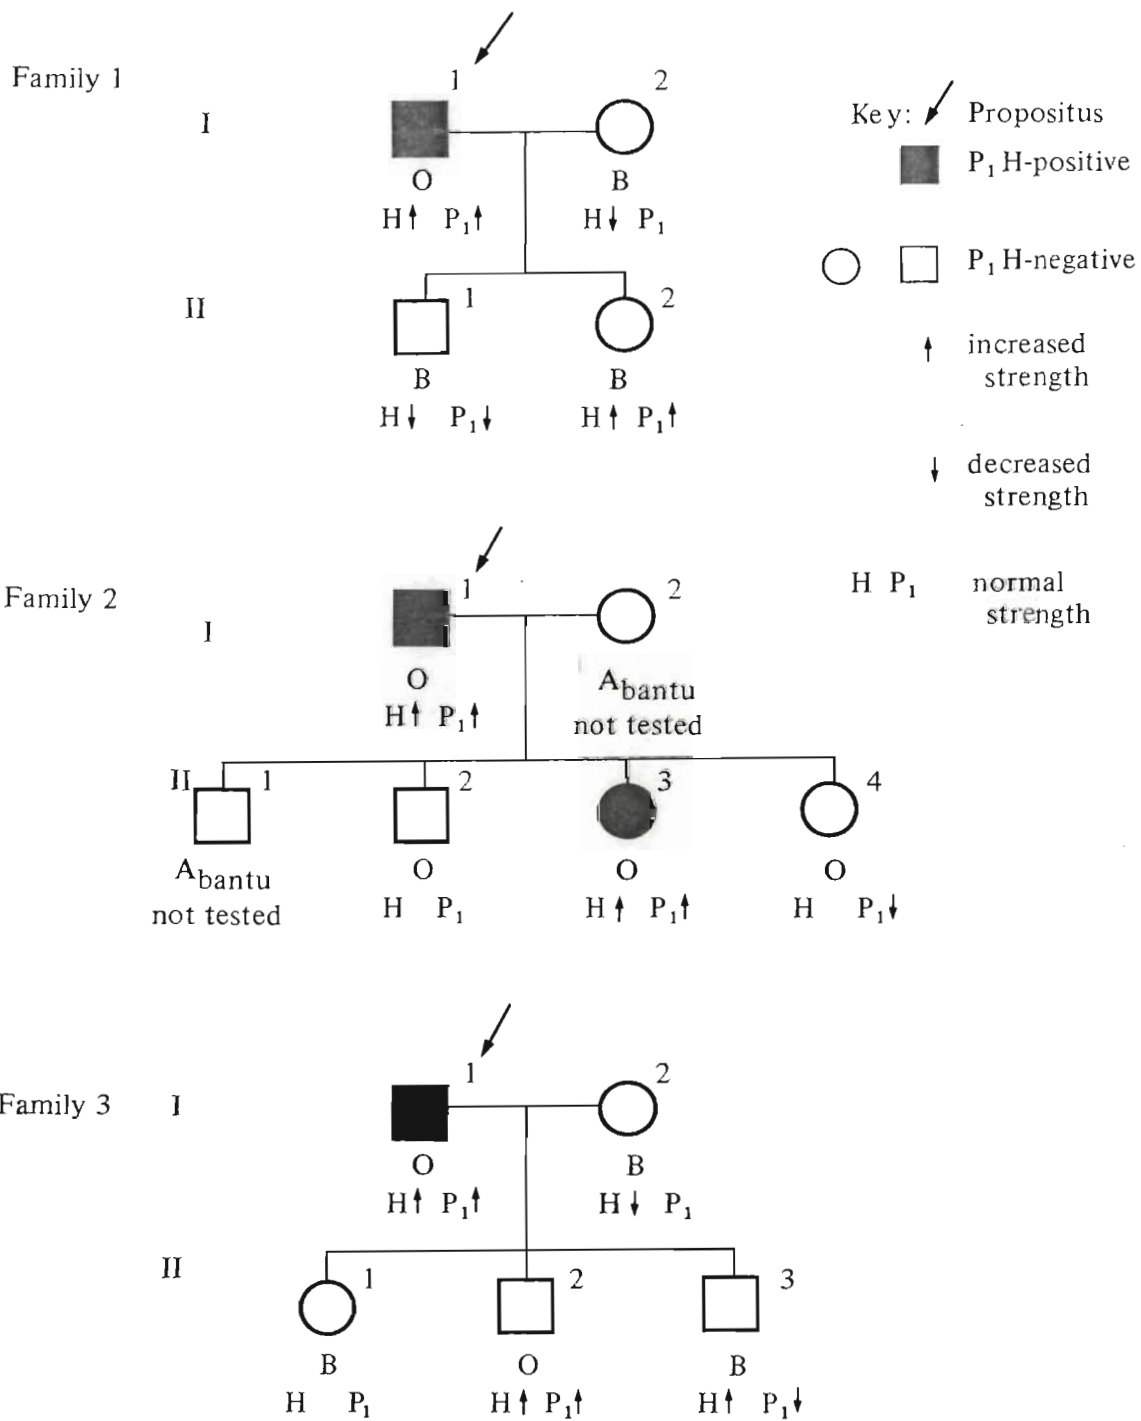 Family 1
I
1
2
O
B
H↑ P₁↑
H↓ P₁
II
1
2
B
B
H↓ P₁↓
H↑ P₁↑
Key: Propositus
P₁ H-positive
P₁ H-negative
↑ increased
strength
↓ decreased
strength
H P₁ normal
strength
Family 2
I
1
2
O
A bantu
not tested
H↑ P₁↑
II
1
2
3
4
A bantu
not tested
O
O
O
H P₁
H↑ P₁↑
H P₁↓
Family 3
I
1
2
O
B
H↑ P₁↑
H↓ P₁
II
1
2
3
B
O
B
H P₁
H↑ P₁↑
H↑ P₁↓